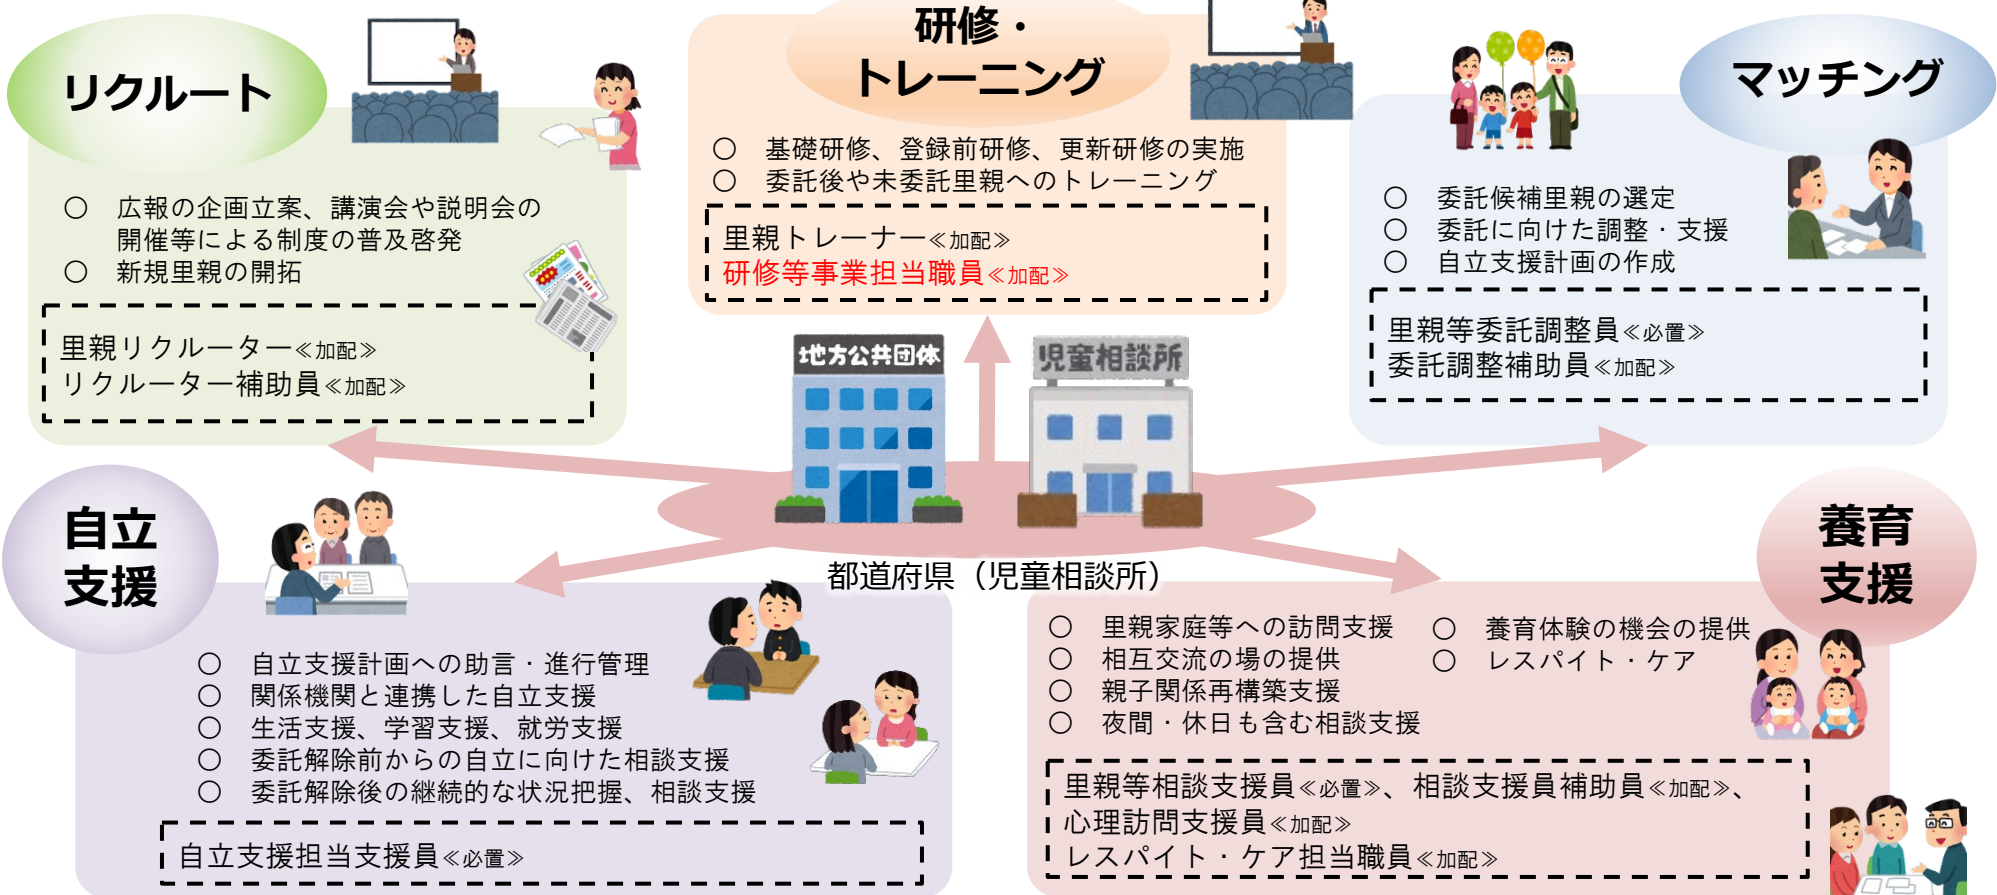 リクルート
○　広報の企画立案、講演会や説明会の
開催等による制度の普及啓発
○　新規里親の開拓
里親リクルーター≪加配≫
リクルーター補助員≪加配≫
研修・
トレーニング
○　基礎研修、登録前研修、更新研修の実施
○　委託後や未委託里親へのトレーニング
里親トレーナー≪加配≫
研修等事業担当職員≪加配≫
マッチング
○　委託候補里親の選定
○　委託に向けた調整・支援
○　自立支援計画の作成
里親等委託調整員≪必置≫
委託調整補助員≪加配≫
地方公共団体
児童相談所
都道府県（児童相談所）
自立
支援
○　自立支援計画への助言・進行管理
○　関係機関と連携した自立支援
○　生活支援、学習支援、就労支援
○　委託解除前からの自立に向けた相談支援
○　委託解除後の継続的な状況把握、相談支援
自立支援担当支援員≪必置≫
養育
支援
○　里親家庭等への訪問支援
○　相互交流の場の提供
○　親子関係再構築支援
○　夜間・休日も含む相談支援
○　養育体験の機会の提供
○　レスパイト・ケア
里親等相談支援員≪必置≫、相談支援員補助員≪加配≫、
心理訪問支援員≪加配≫
レスパイト・ケア担当職員≪加配≫